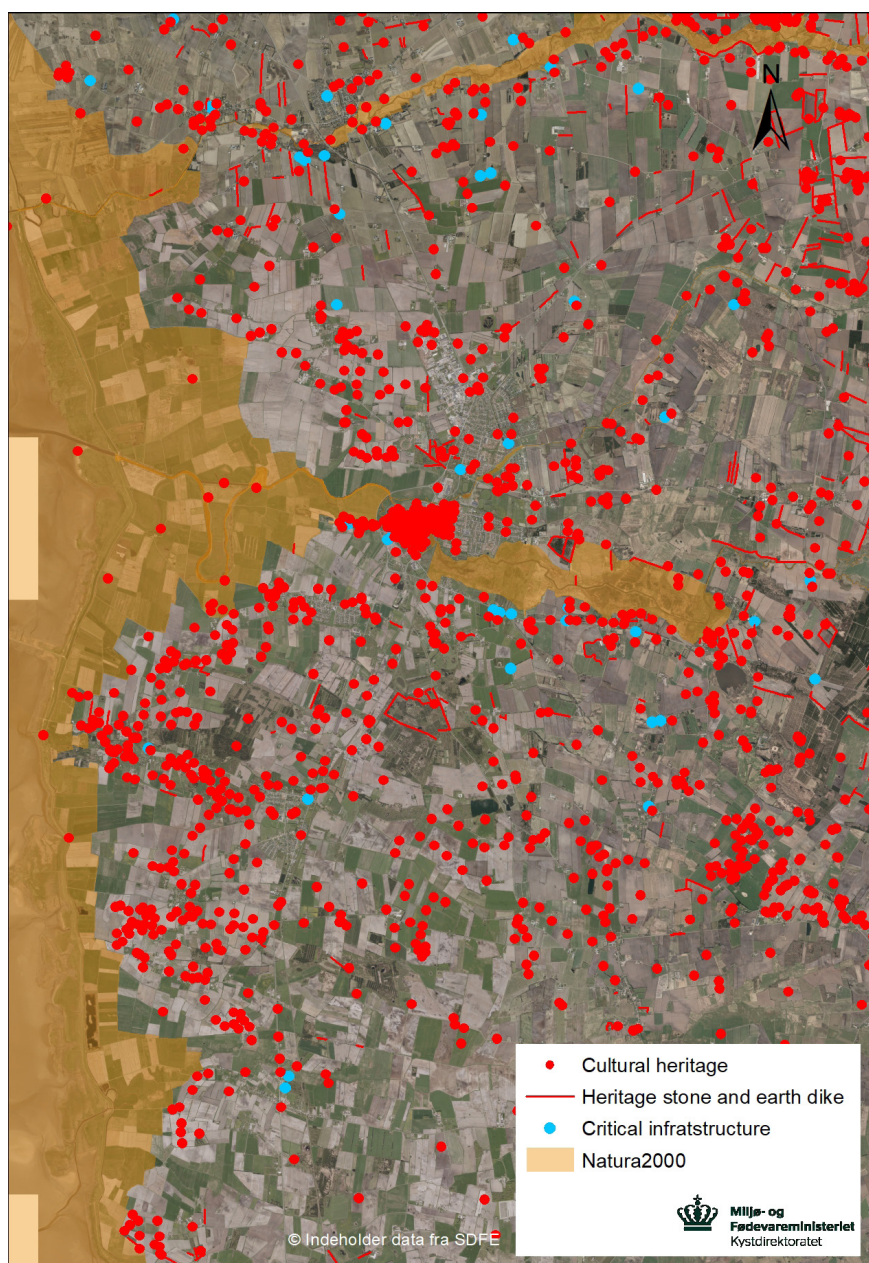 N
Cultural heritage
Heritage stone and earth dike
Critical infratstructure
Natura2000
Miljø- og
Fødevareministeriet
Kystdirektoratet
© Indeholder data fra SDFE